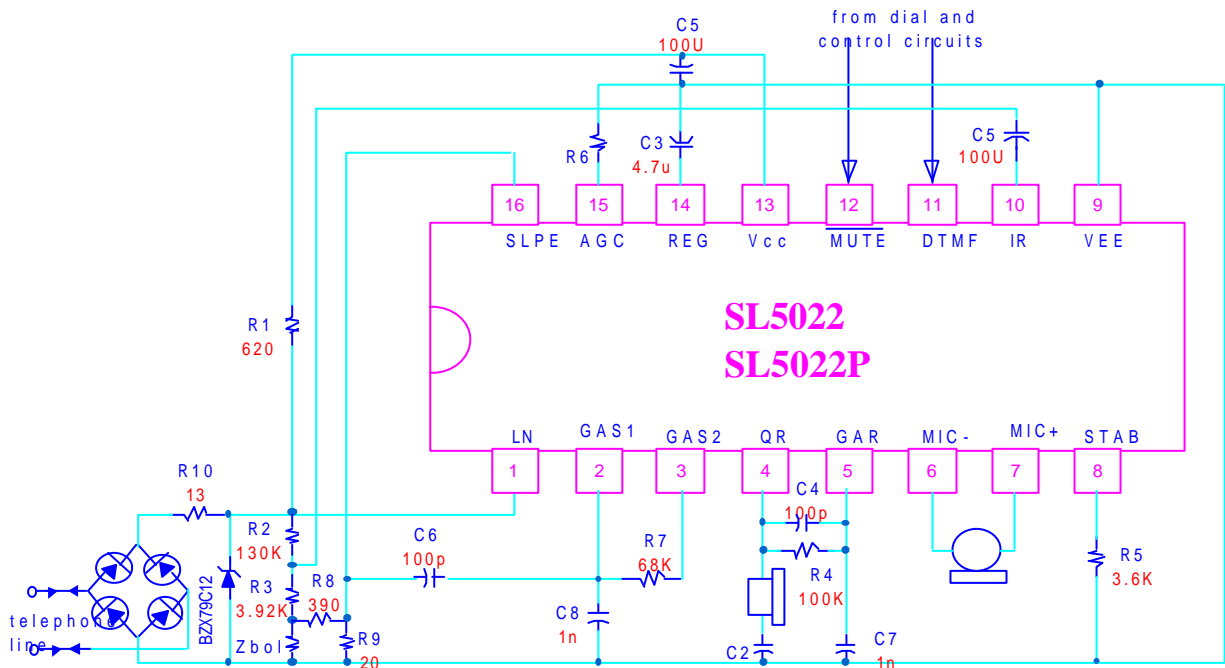 from dial and
control circuits
C5
100U
R6
C3
4.7u
C5
100U
16 15 14 13 12 11 10 9
SLPE AGC REG Vcc MUTE DTMF IR VEE
SL5022
SL5022P
R1
620
LN GAS1 GAS2 QR GAR MIC- MIC+ STAB
1 2 3 4 5 6 7 8
R10
13
R2
130K
C6
100p
R7
68K
C4
100p
R4
100K
R5
3.6K
BZX79C12
R3
3.92K
R8
390
Zbol
R9
20
C8
1n
C2
C7
1n
telephone
line